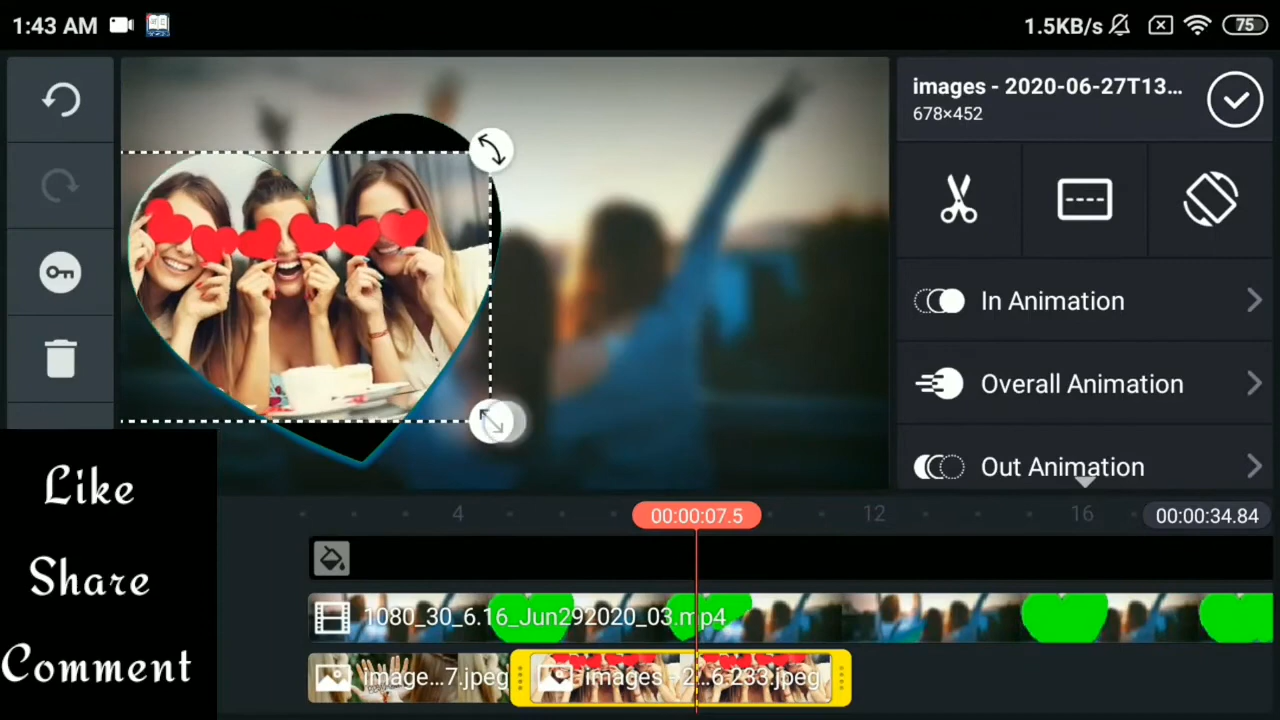 1:43 AM
1.5KB/s
75
images - 2020-06-27T13...
678×452
In Animation
Overall Animation
Out Animation
Like
Share
Comment
4
00:00:07.5
12
16
00:00:34.84
1080_30_6.16_Jun292020_03.mp4
image...7.jpeg
images - 2...6.233.jpeg